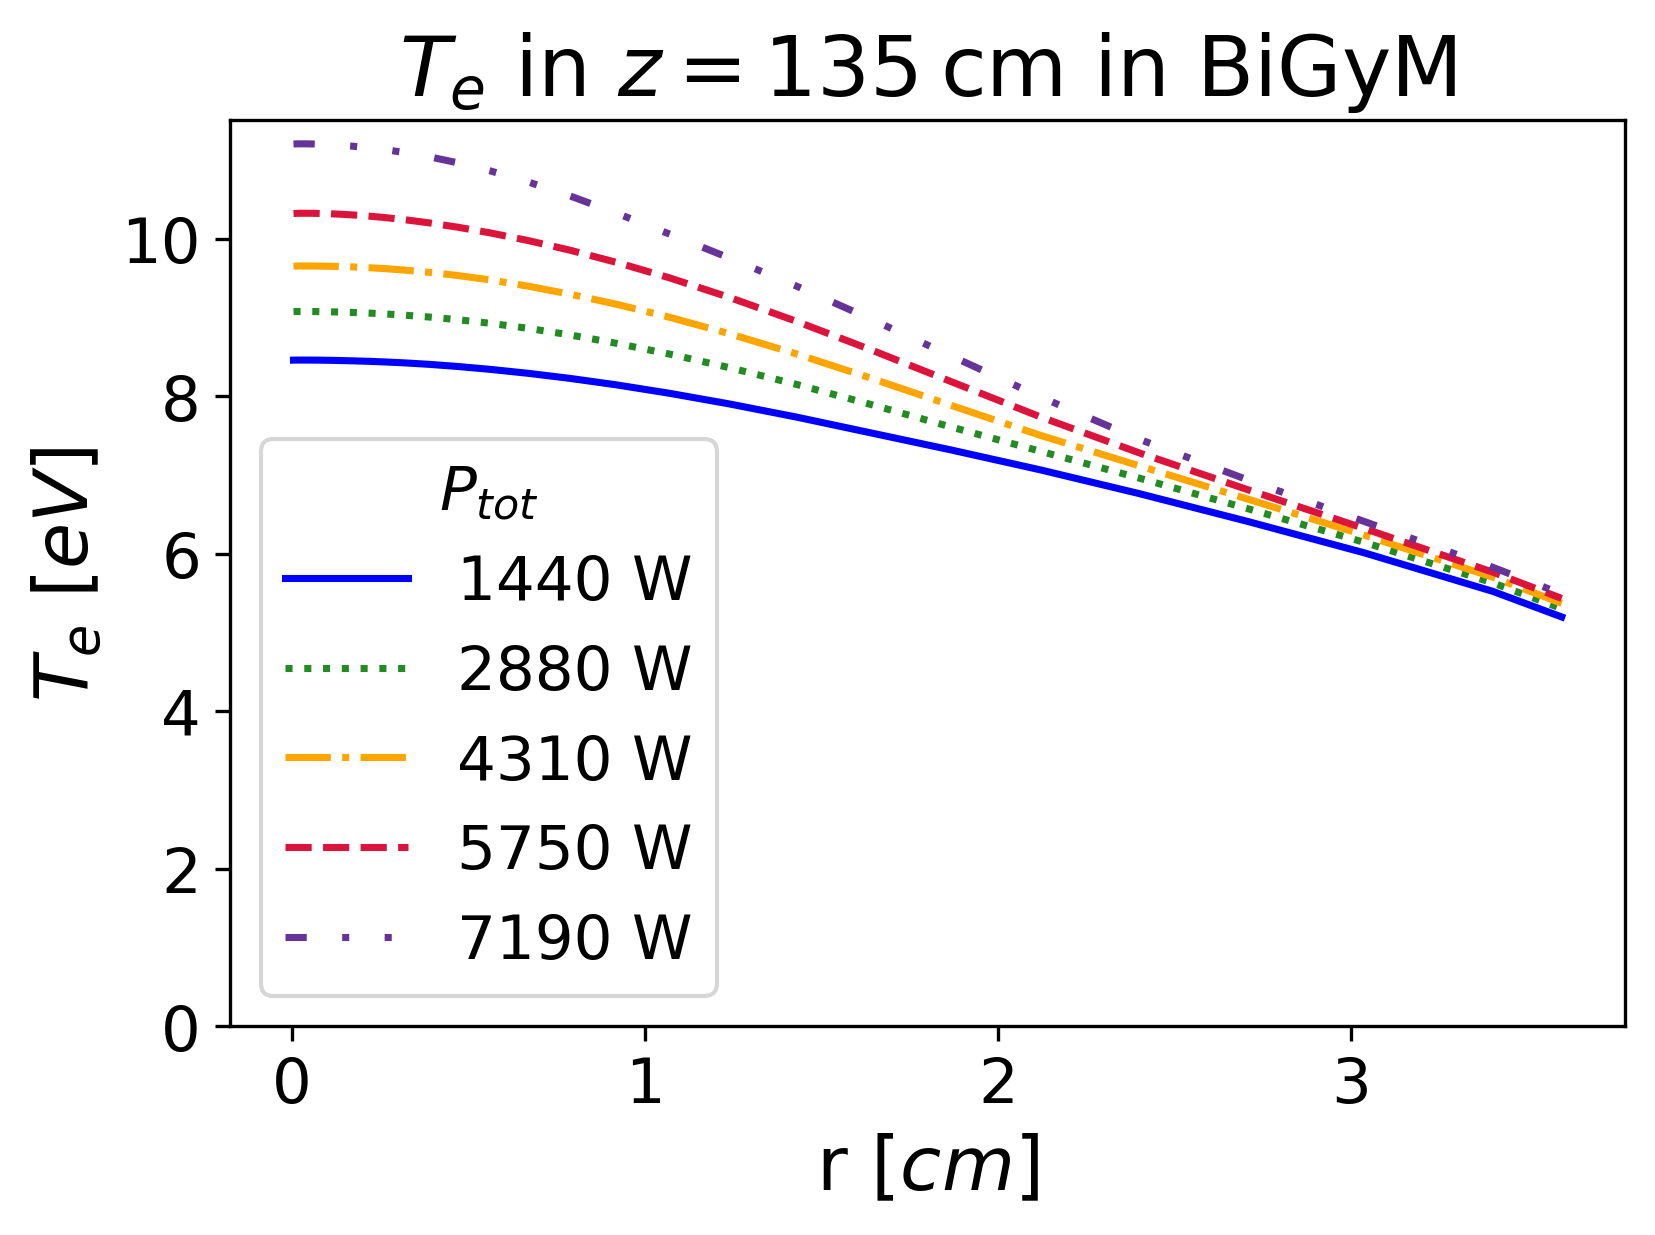 T_e in z = 135 cm in BiGyM
T_e [eV]
10
8
6
4
2
0
P_tot
1440 W
2880 W
4310 W
5750 W
7190 W
0 1 2 3
r [cm]